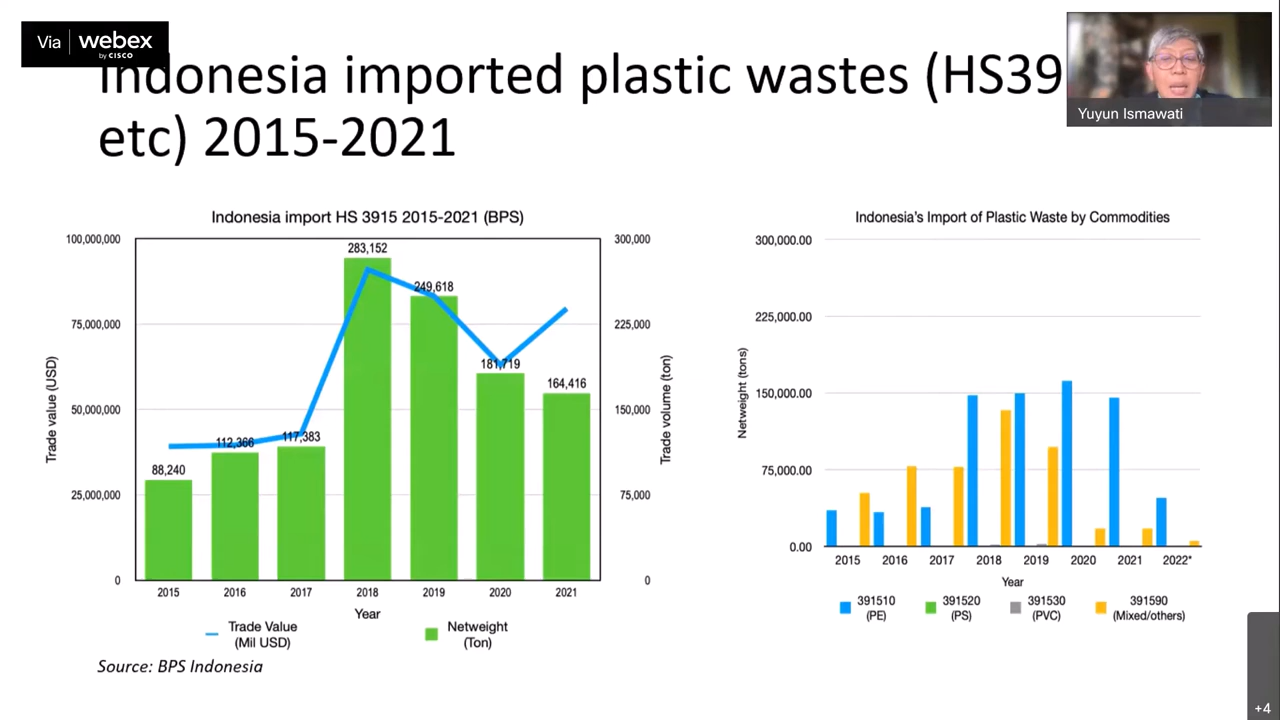 Via webex
by CISCO
Indonesia imported plastic wastes (HS39
etc) 2015-2021
Yuyun Ismawati
Indonesia import HS 3915 2015-2021 (BPS)
100,000,000
75,000,000
50,000,000
25,000,000
0
Trade value (USD)
300,000
225,000
150,000
75,000
0
Trade volume (ton)
88,240
112,366
117,383
283,152
249,618
181,719
164,416
2015 2016 2017 2018 2019 2020 2021
Year
Trade Value
(Mil USD)
Netweight
(Ton)
Source: BPS Indonesia
Indonesia's Import of Plastic Waste by Commodities
300,000.00
225,000.00
150,000.00
75,000.00
0.00
Netweight (tons)
2015 2016 2017 2018 2019 2020 2021 2022*
Year
391510
(PE)
391520
(PS)
391530
(PVC)
391590
(Mixed/others)
+4